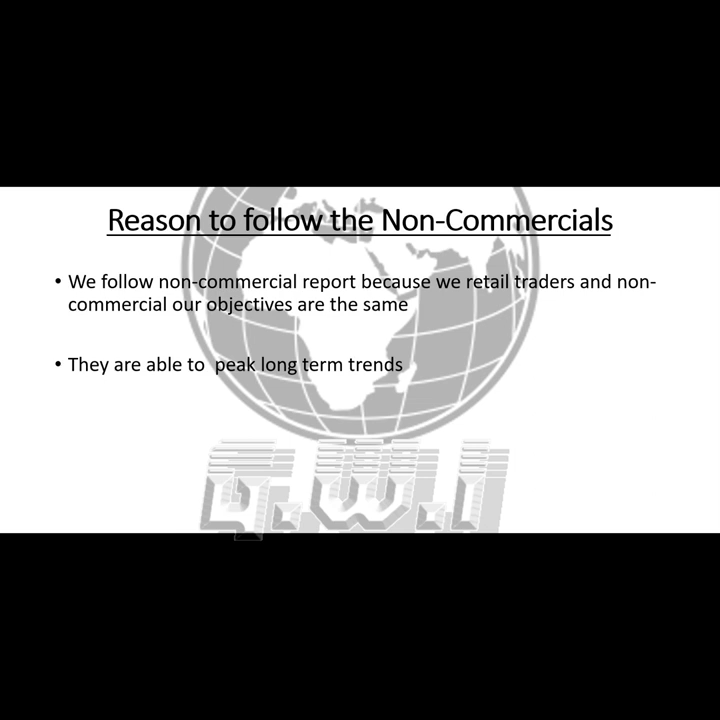 Reason to follow the Non-Commercials
• We follow non-commercial report because we retail traders and non-
commercial our objectives are the same
• They are able to  peak long term trends
G.W.I